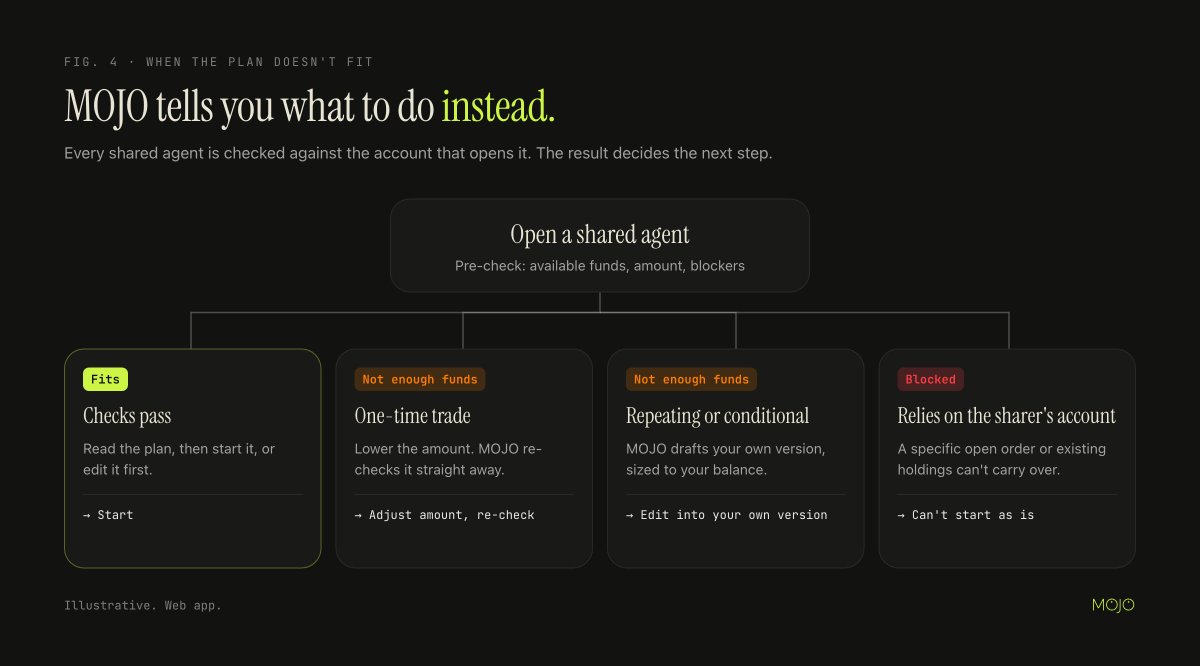 FIG. 4 · WHEN THE PLAN DOESN'T FIT
MOJO tells you what to do instead.
Every shared agent is checked against the account that opens it. The result decides the next step.
Open a shared agent
Pre-check: available funds, amount, blockers
Fits
Checks pass
Read the plan, then start it, or
edit it first.
→ Start
Not enough funds
One-time trade
Lower the amount. MOJO re-
checks it straight away.
→ Adjust amount, re-check
Not enough funds
Repeating or conditional
MOJO drafts your own version,
sized to your balance.
→ Edit into your own version
Blocked
Relies on the sharer's account
A specific open order or existing
holdings can't carry over.
→ Can't start as is
Illustrative. Web app.
MOJO